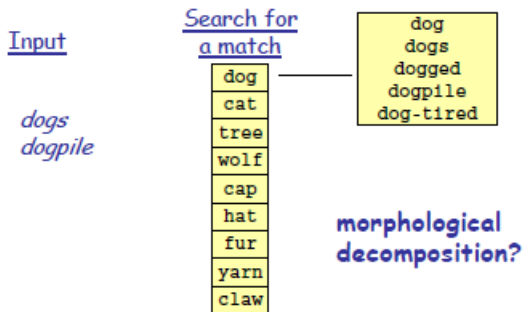 Input
dogs
dogpile
Search for
a match
dog
cat
tree
wolf
cap
hat
fur
yarn
claw
dog
dogs
dogged
dogpile
dog-tired
morphological
decomposition?